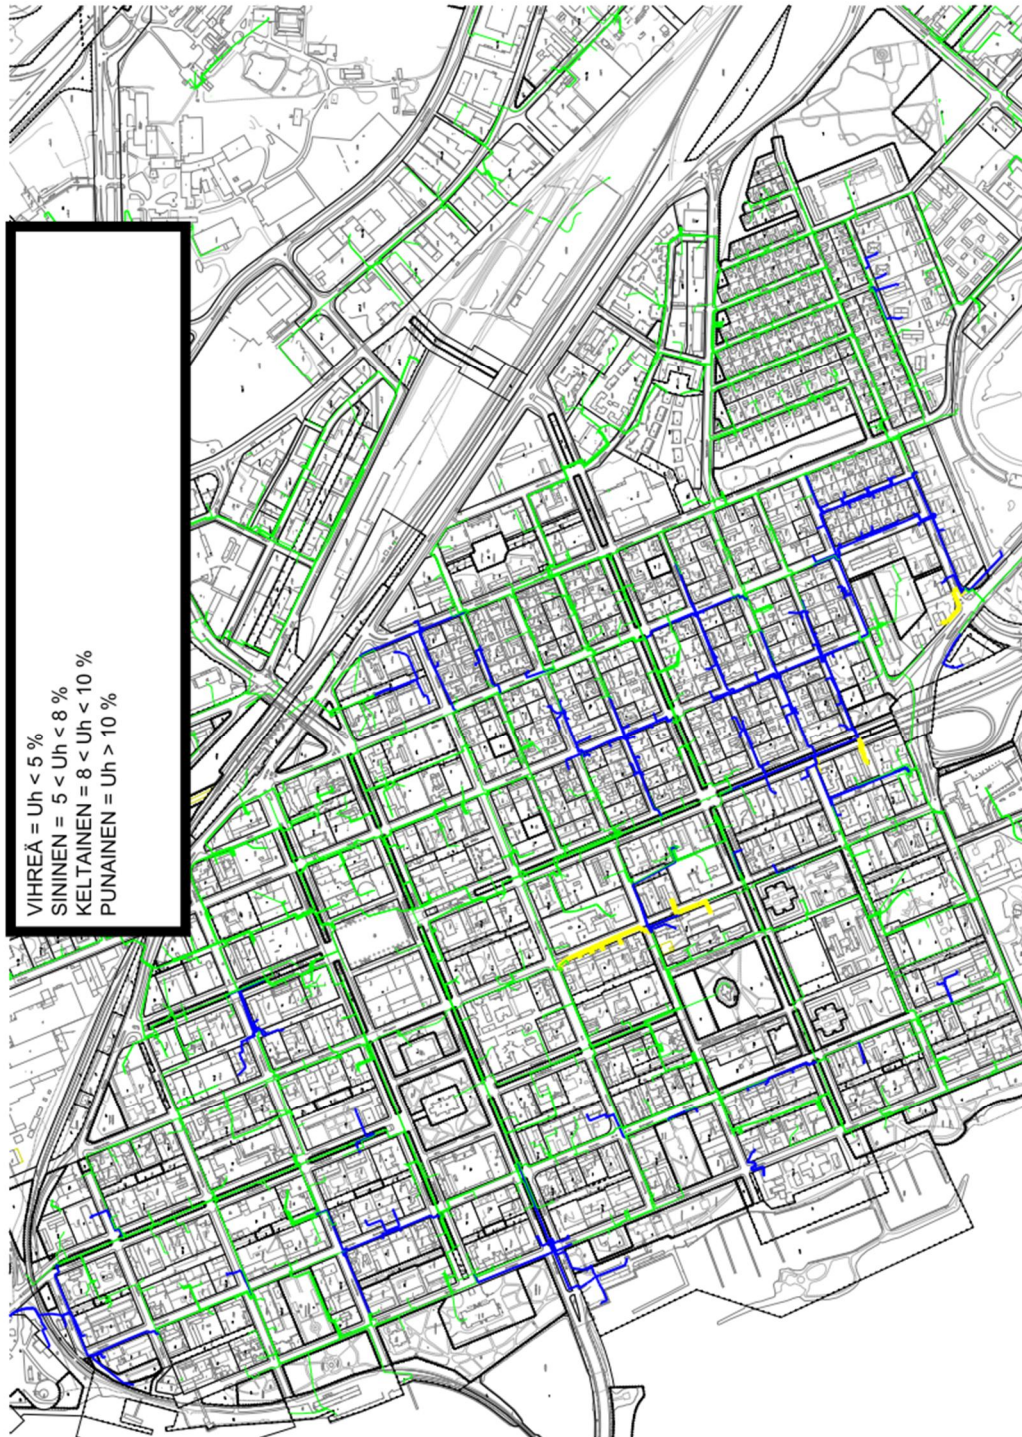 VIHREÄ = Uh < 5 %
SININEN = 5 < Uh < 8 %
KELTAINEN = 8 < Uh < 10 %
PUNAINEN = Uh > 10 %